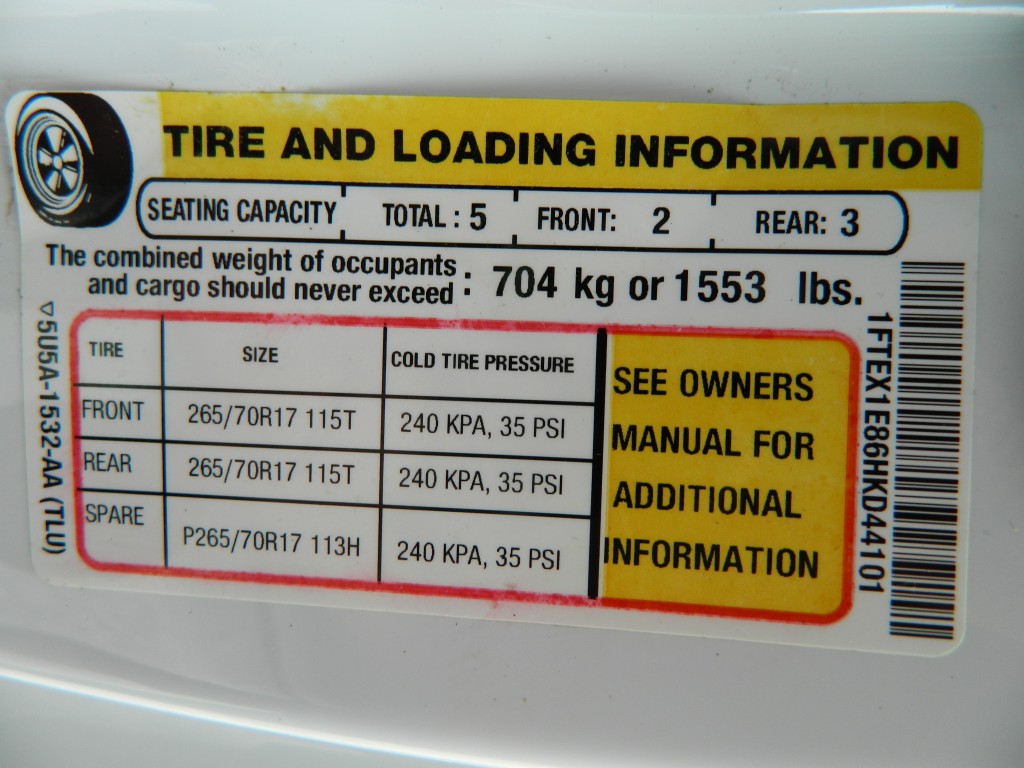 TIRE AND LOADING INFORMATION
SEATING CAPACITY TOTAL : 5 FRONT: 2 REAR: 3
The combined weight of occupants
and cargo should never exceed : 704 kg or 1553 lbs.
TIRE SIZE COLD TIRE PRESSURE
FRONT 265/70R17 115T 240 KPA, 35 PSI
REAR 265/70R17 115T 240 KPA, 35 PSI
SPARE P265/70R17 113H 240 KPA, 35 PSI
SEE OWNERS
MANUAL FOR
ADDITIONAL
INFORMATION
5U5A-1532-AA (TLU)
1FTEX1E86HKD44101